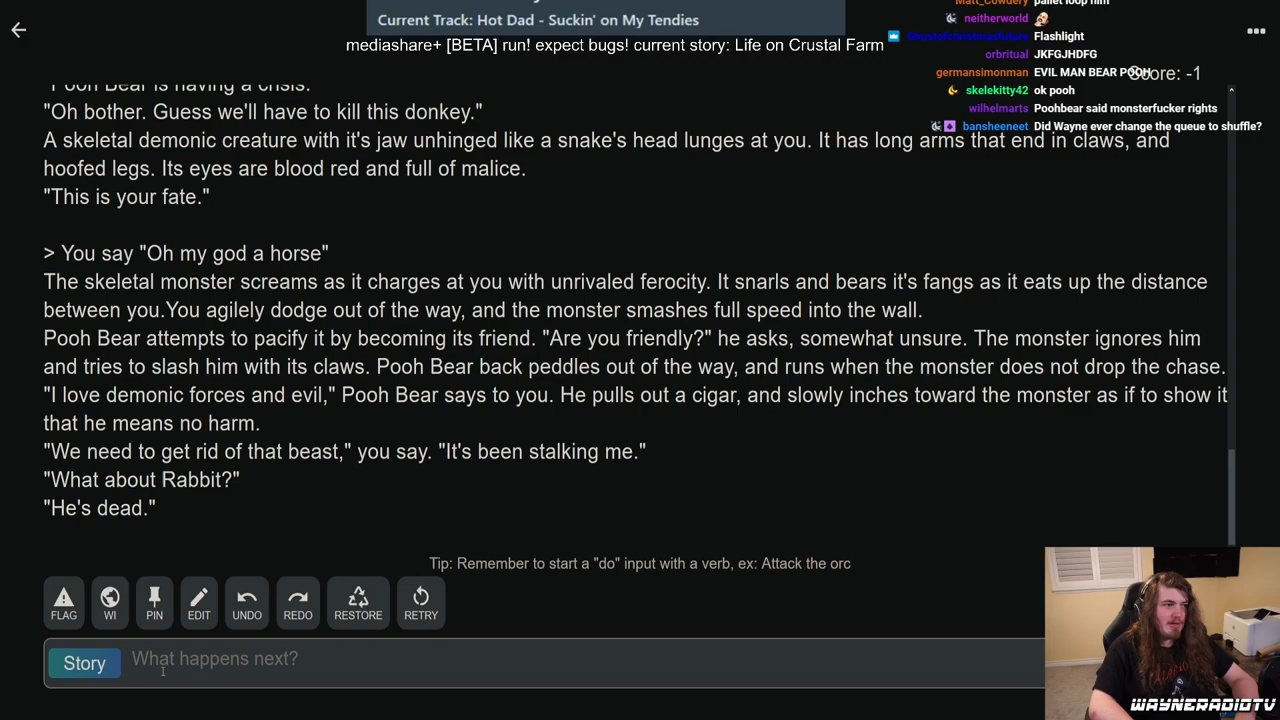 Current Track: Hot Dad - Suckin' on My Tendies
mediashare+ [BETA] run! expect bugs! current story: Life on Crustal Farm
Matt_Cowdery pallet loop him
neitherworld
Ghostofchristmasfuture Flashlight
orbritual JKFGJHDFG
germansimonman EVIL MAN BEAR POOH
Score: -1
skelekitty42 ok pooh
wilhelmarts Poohbear said monsterfucker rights
bansheeneet Did Wayne ever change the queue to shuffle?
"Pooh Bear is having a crisis.
"Oh bother. Guess we'll have to kill this donkey."
A skeletal demonic creature with it's jaw unhinged like a snake's head lunges at you. It has long arms that end in claws, and
hoofed legs. Its eyes are blood red and full of malice.
"This is your fate."
> You say "Oh my god a horse"
The skeletal monster screams as it charges at you with unrivaled ferocity. It snarls and bears it's fangs as it eats up the distance
between you.You agilely dodge out of the way, and the monster smashes full speed into the wall.
Pooh Bear attempts to pacify it by becoming its friend. "Are you friendly?" he asks, somewhat unsure. The monster ignores him
and tries to slash him with its claws. Pooh Bear back peddles out of the way, and runs when the monster does not drop the chase.
"I love demonic forces and evil," Pooh Bear says to you. He pulls out a cigar, and slowly inches toward the monster as if to show it
that he means no harm.
"We need to get rid of that beast," you say. "It's been stalking me."
"What about Rabbit?"
"He's dead."
Tip: Remember to start a "do" input with a verb, ex: Attack the orc
FLAG WI PIN EDIT UNDO REDO RESTORE RETRY
Story What happens next?
WAYNERADIOTV